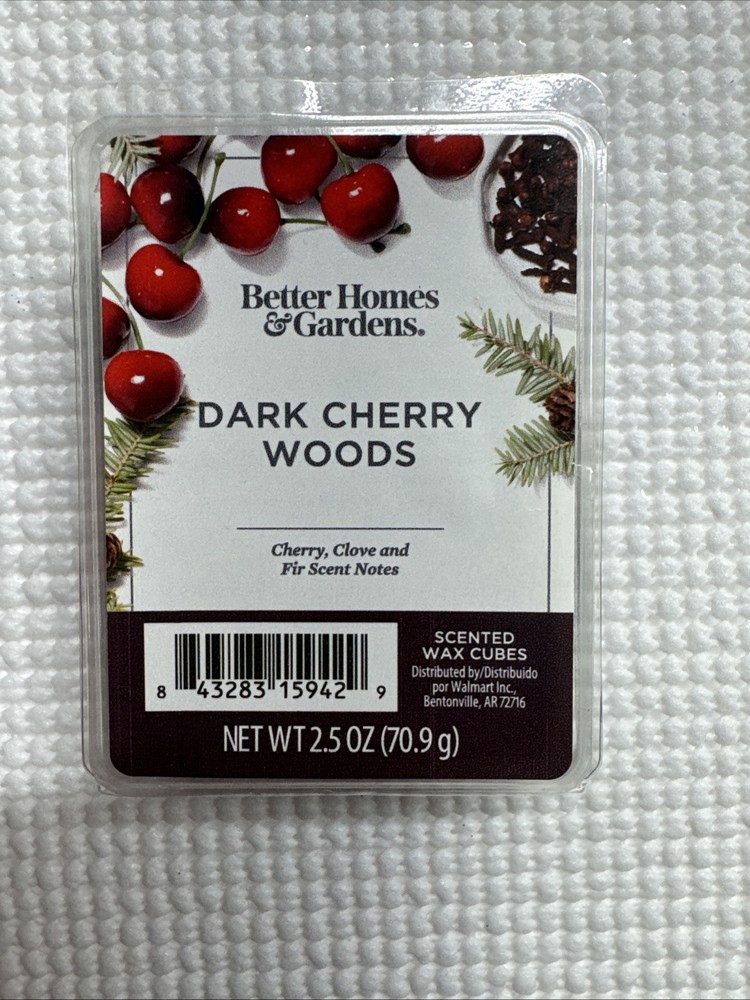 Better Homes
& Gardens®
DARK CHERRY
WOODS
Cherry, Clove and
Fir Scent Notes
8 43283 15942 9
SCENTED
WAX CUBES
Distributed by/Distribuido
por Walmart Inc.,
Bentonville, AR 72716
NET WT 2.5 OZ (70.9 g)